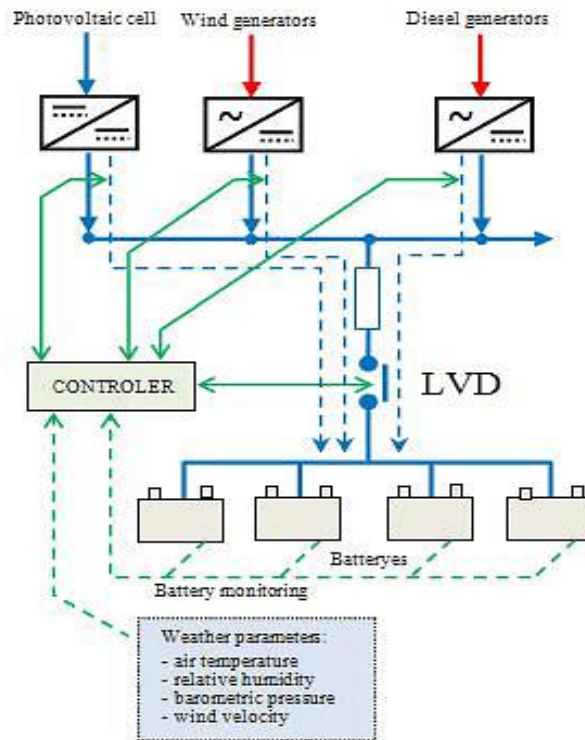 Photovoltaic cell Wind generators Diesel generators
CONTROLER
LVD
Batteryes
Battery monitoring
Weather parameters:
- air temperature
- relative humidity
- barometric pressure
- wind velocity